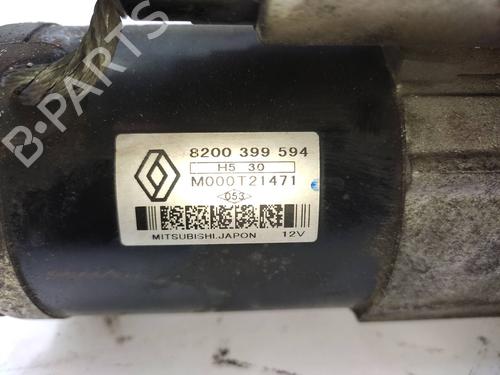 B-PARTS
8200 399 594
H5 30
M000T21471
053
MITSUBISHI.JAPON 12V